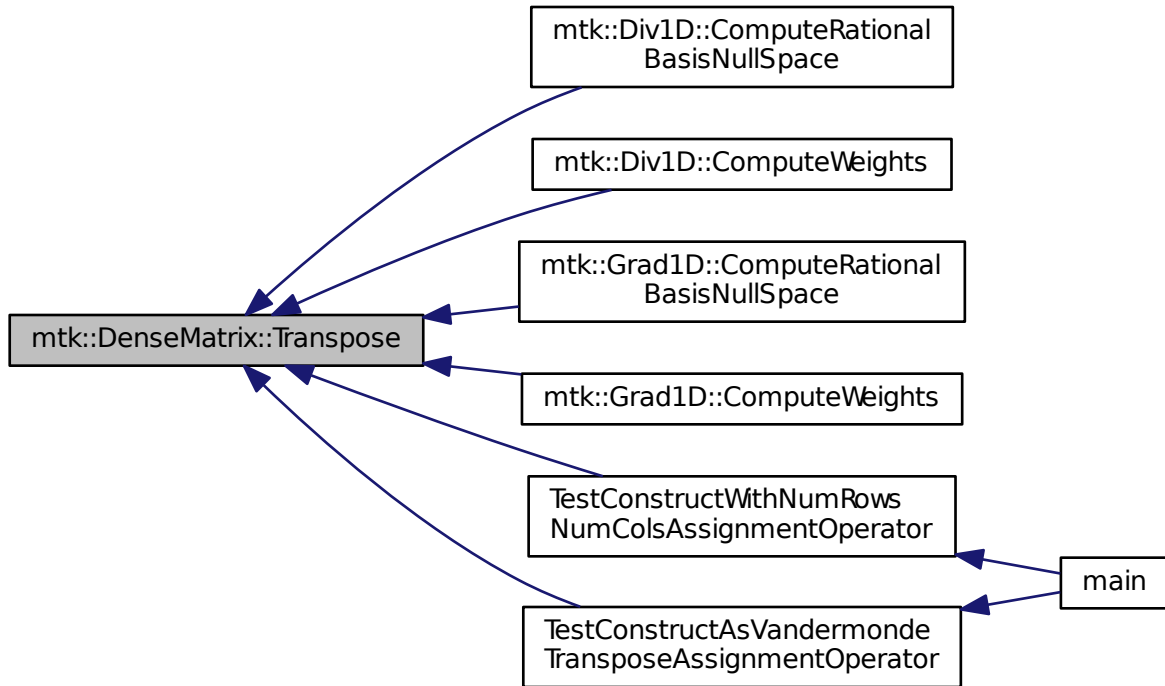 mtk::Div1D::ComputeRational
BasisNullSpace
mtk::Div1D::ComputeWeights
mtk::Grad1D::ComputeRational
BasisNullSpace
mtk::DenseMatrix::Transpose
mtk::Grad1D::ComputeWeights
TestConstructWithNumRows
NumColsAssignmentOperator
main
TestConstructAsVandermonde
TransposeAssignmentOperator